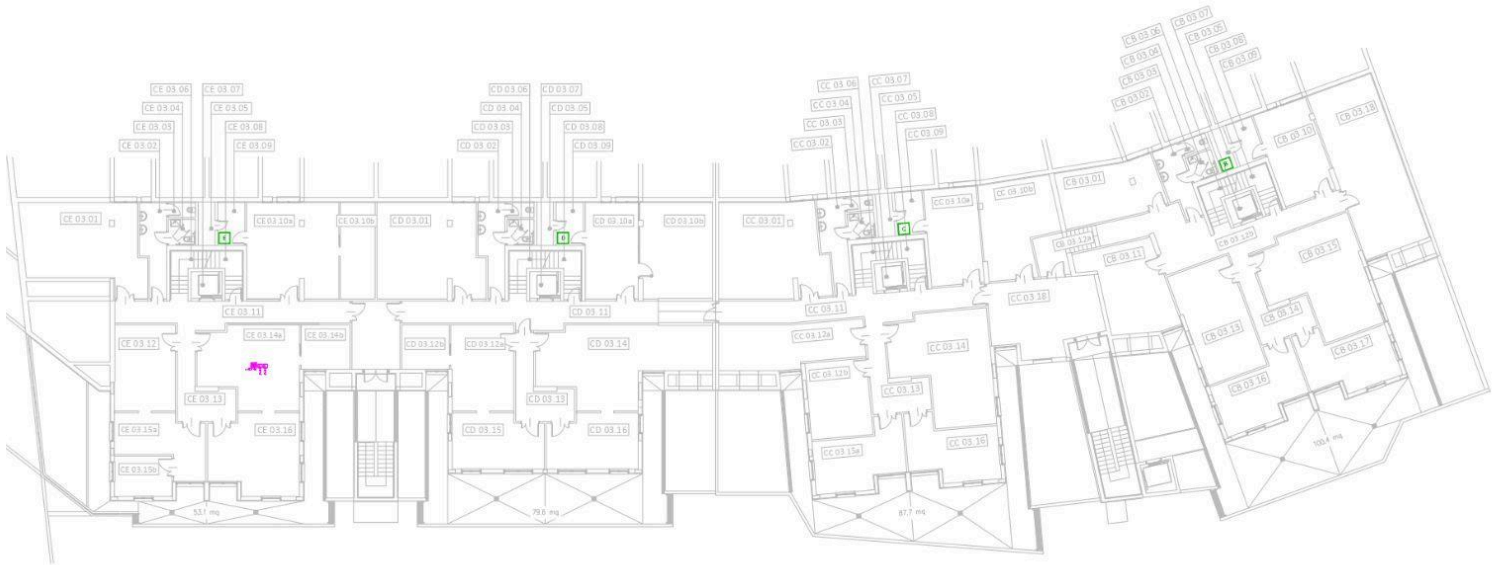 CE 03.06
CE 03.07
CE 03.04
CE 03.05
CE 03.03
CE 03.08
CE 03.02
CE 03.09
CD 03.06
CD 03.07
CD 03.04
CD 03.05
CD 03.03
CD 03.08
CD 03.02
CD 03.09
CC 03.06
CC 03.07
CC 03.04
CC 03.05
CC 03.03
CC 03.08
CC 03.02
CC 03.09
CB 03.06
CB 03.07
CB 03.04
CB 03.05
CB 03.03
CB 03.08
CB 03.02
CB 03.09
CE 03.01
CE 03.10a
CE 03.10b
CD 03.01
CD 03.10a
CD 03.10b
CC 03.01
CC 03.10a
CC 03.10b
CB 03.01
CB 03.10
D
C
CE 03.11
CD 03.11
CC 03.11
CC 03.18
CB 03.12a
CB 03.11
CB 03.15
CE 03.12
CE 03.14a
CE 03.14b
CD 03.12b
CD 03.12a
CD 03.14
CC 03.12a
CC 03.14
CB 03.13
CB 03.14
CB 03.17
CE 03.13
CD 03.13
CC 03.12b
CC 03.13
CB 03.16
CE 03.15a
CE 03.16
CD 03.15
CD 03.16
CC 03.15a
CC 03.16
CE 03.15b
53,1 mq
79.6 mq
87,7 mq
100,4 mq